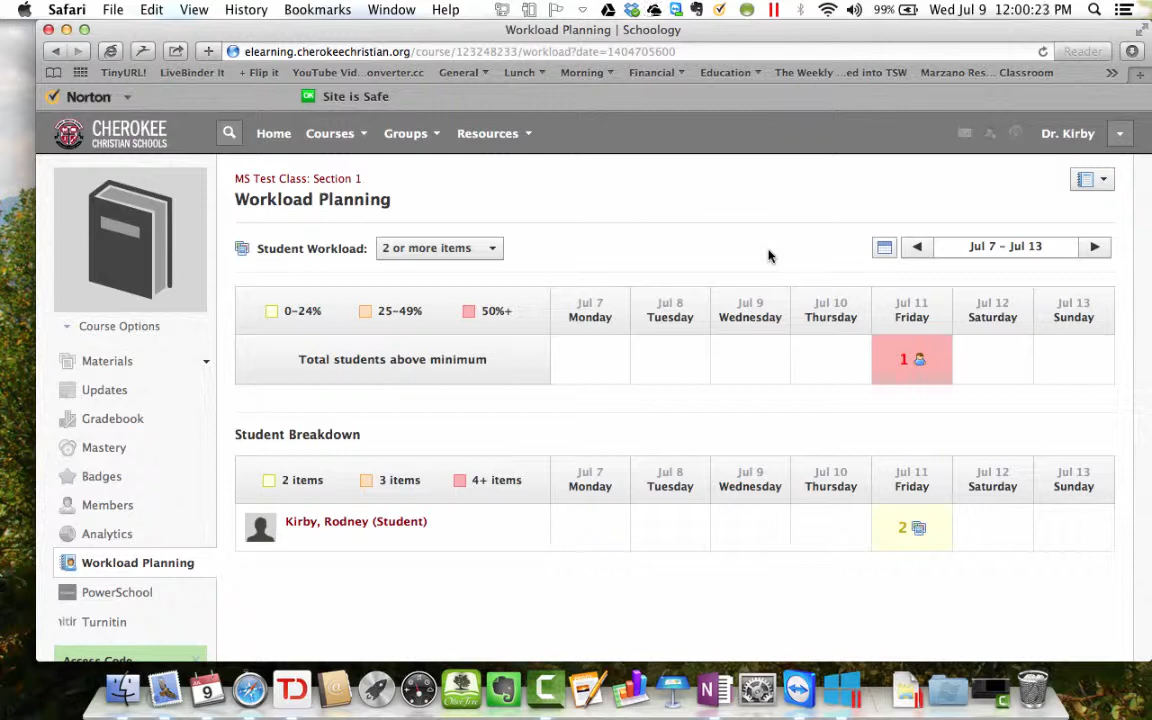 Safari File Edit View History Bookmarks Window Help 99% Wed Jul 9 12:00:23 PM
Workload Planning | Schoology
elearning.cherokeechristian.org/course/123248233/workload?date=1404705600 Reader
TinyURL! LiveBinder It + Flip it YouTube Vid...onverter.cc General Lunch Morning Financial Education The Weekly ...ed into TSW Marzano Res... Classroom
Norton OK Site is Safe
CHEROKEE
CHRISTIAN SCHOOLS
Home Courses Groups Resources Dr. Kirby
MS Test Class: Section 1
Workload Planning
Student Workload: 2 or more items Jul 7 – Jul 13
0-24% 25-49% 50%+
Jul 7 Jul 8 Jul 9 Jul 10 Jul 11 Jul 12 Jul 13
Monday Tuesday Wednesday Thursday Friday Saturday Sunday
Total students above minimum 1
Student Breakdown
2 items 3 items 4+ items
Jul 7 Jul 8 Jul 9 Jul 10 Jul 11 Jul 12 Jul 13
Monday Tuesday Wednesday Thursday Friday Saturday Sunday
Kirby, Rodney (Student) 2
Course Options
Materials
Updates
Gradebook
Mastery
Badges
Members
Analytics
Workload Planning
PowerSchool
Turnitin
Access Code